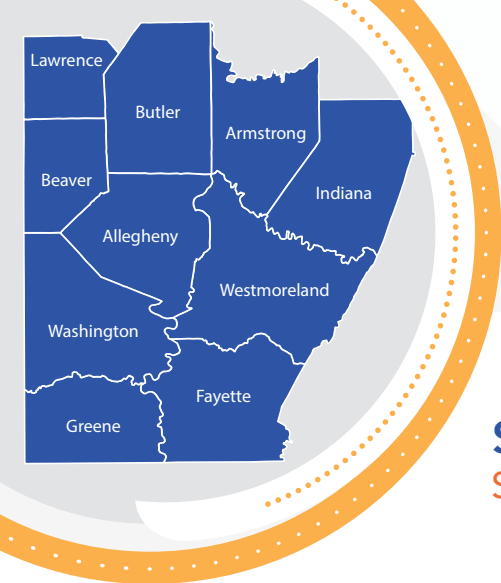 Lawrence
Butler
Armstrong
Beaver
Indiana
Allegheny
Westmoreland
Washington
Fayette
Greene
S
S